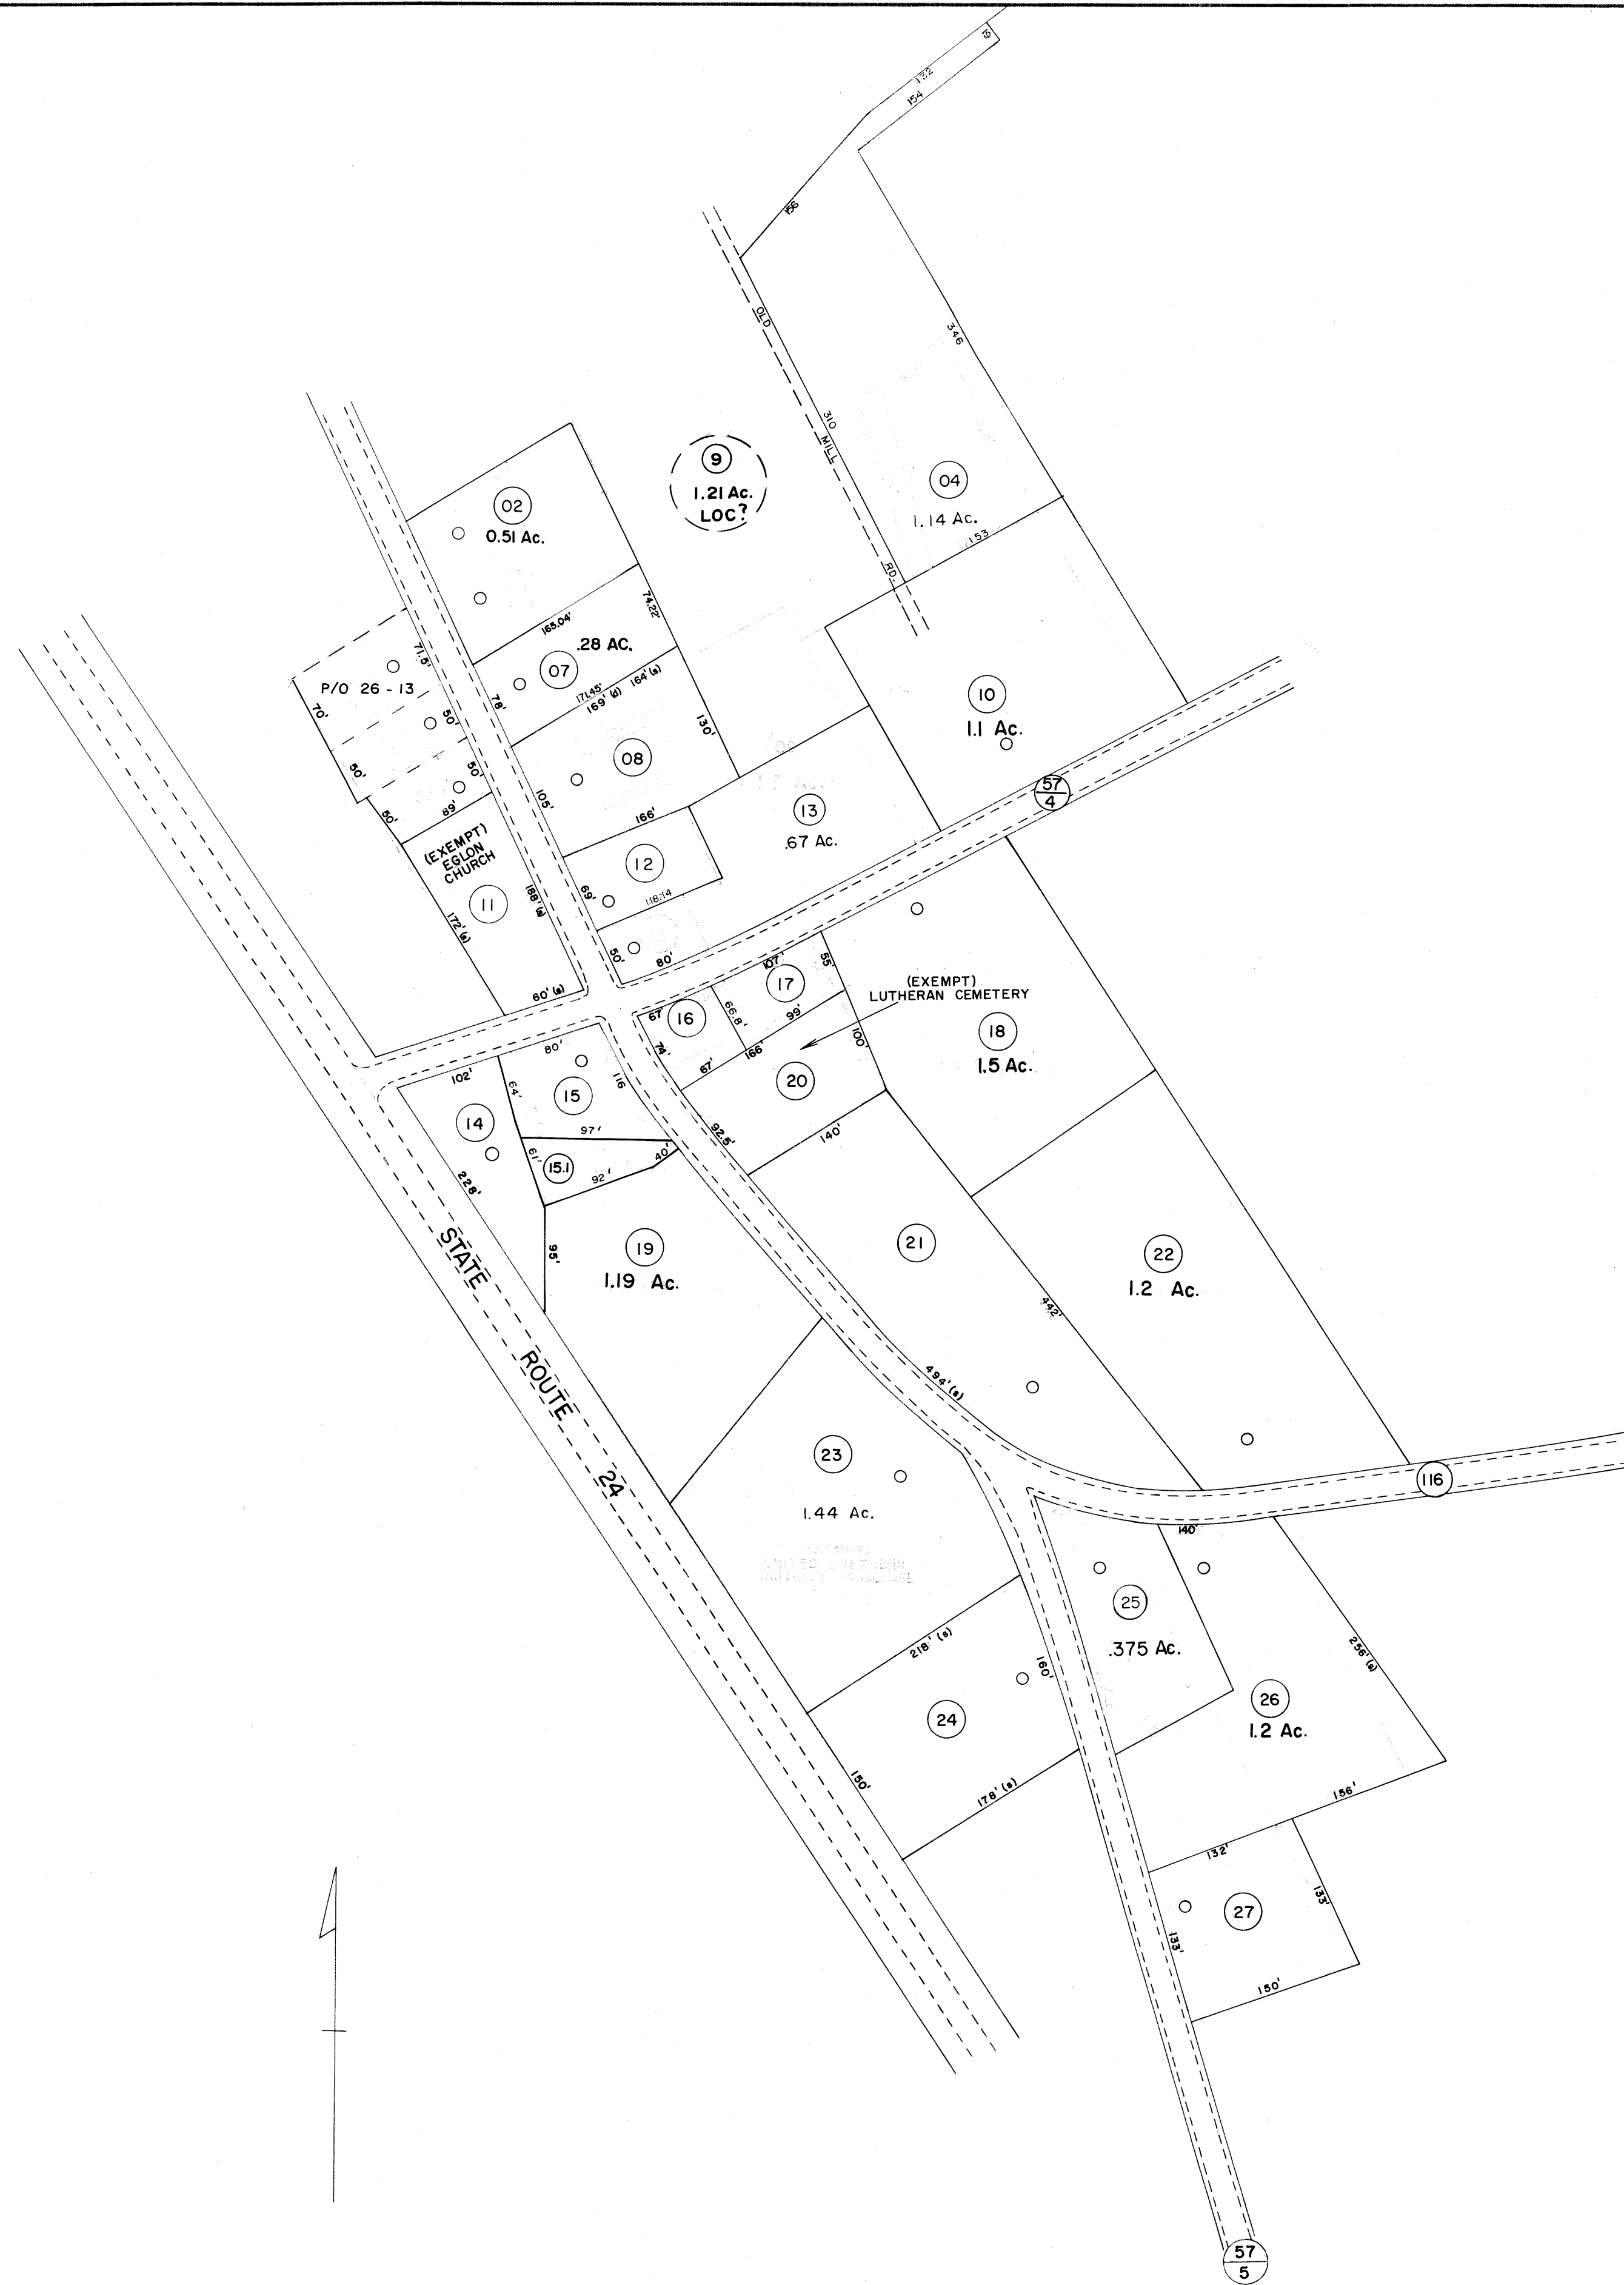 19
132
154
156
OLD
310
MILL
RD.
346
04
1.14 Ac.
153
9
1.21 Ac.
LOC?
02
0.51 Ac.
165.04'
74.22'
.28 AC.
07
78'
171.45'
169' (s) 164' (s)
71.5'
P/O 26-13
70'
50'
50'
50'
50'
89'
08
130'
105'
166'
10
1.1 Ac.
57
4
13
.67 Ac.
12
69'
118.14
50'
80'
(EXEMPT)
EGLON
CHURCH
11
188' (s)
172' (s)
60' (s)
67'
16
74'
66.8'
107'
17
55'
99'
67'
166'
100'
20
(EXEMPT)
LUTHERAN CEMETERY
18
1.5 Ac.
92.5'
140'
102'
80'
14
64'
15
116
97'
61'
15.1
92'
40'
228'
95'
19
1.19 Ac.
21
22
1.2 Ac.
442'
494' (s)
STATE
ROUTE
24
23
1.44 Ac.
116
140'
25
.375 Ac.
218' (s)
160'
24
150'
178' (s)
256' (s)
26
1.2 Ac.
156'
132'
27
133'
133'
150'
57
5